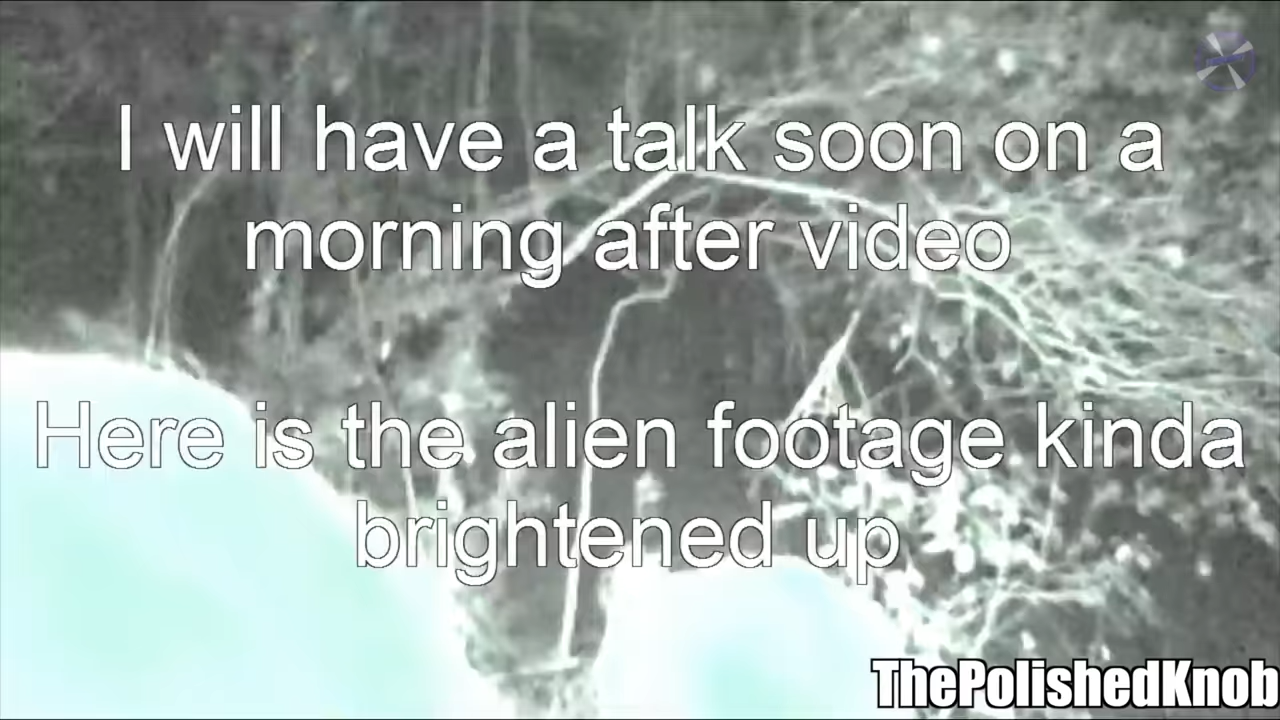 I will have a talk soon on a
morning after video
Here is the alien footage kinda
brightened up
ThePolishedKnob